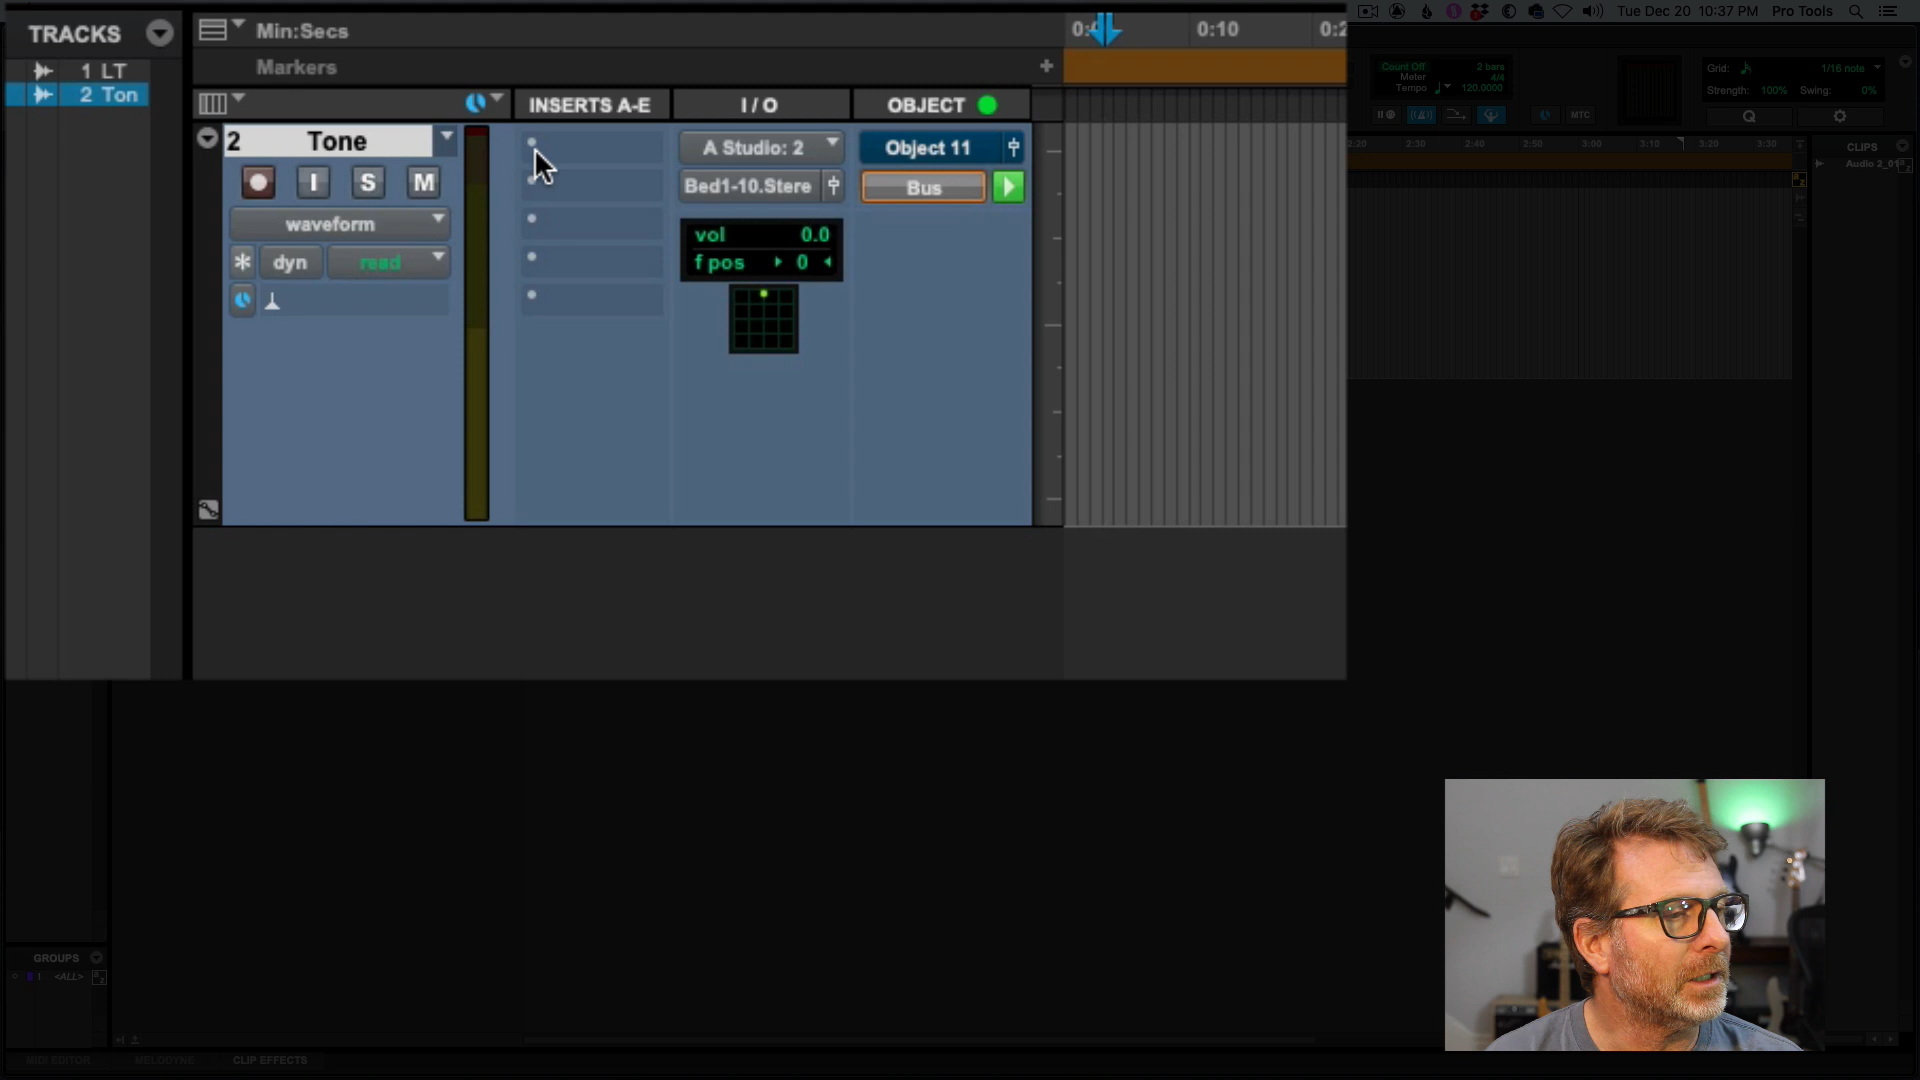 Tue Dec 20 10:37 PM Pro Tools
TRACKS
1 LT
2 Ton
Min:Secs
0:10
Markers
INSERTS A-E
I / O
OBJECT
2 Tone
I S M
waveform
dyn
read
A Studio: 2
Bed1-10.Stere
vol 0.0
f pos 0
Object 11
Bus
Count Off 2 bars
Meter 4/4
Tempo 120.0000
MTC
Grid: 1/16 note
Strength: 100% Swing: 0%
Q
2:20 2:30 2:40 2:50 3:00 3:10 3:20 3:30
CLIPS
Audio 2_01
GROUPS
<ALL>
MIDI EDITOR MELODYNE CLIP EFFECTS